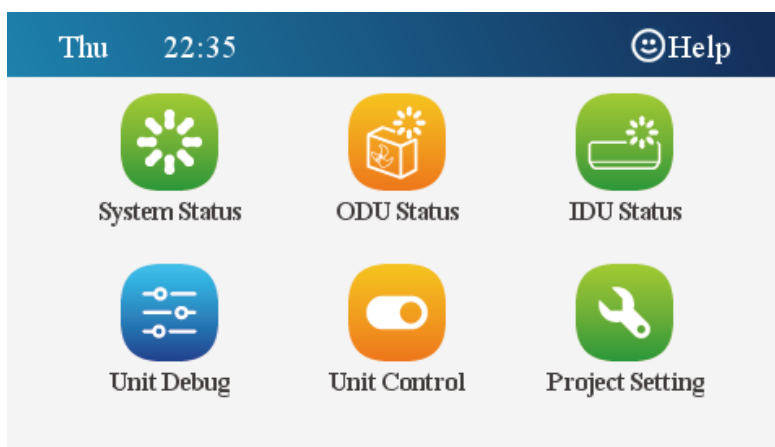 Thu 22:35 Help
System Status ODU Status IDU Status
Unit Debug Unit Control Project Setting